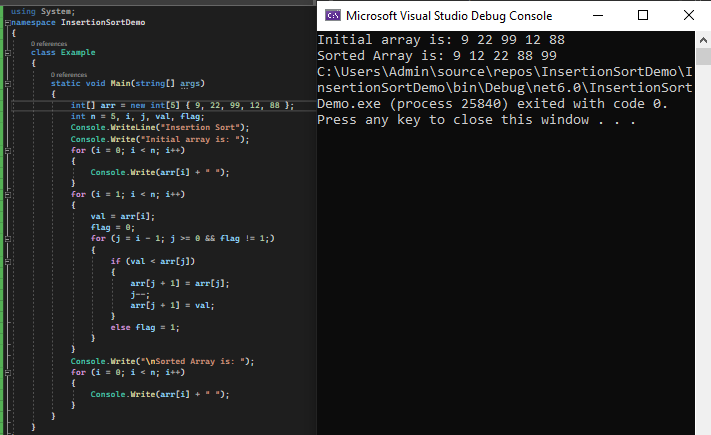 using System;
namespace InsertionSortDemo
{
0 references
class Example
{
0 references
static void Main(string[] args)
{
int[] arr = new int[5] { 9, 22, 99, 12, 88 };
int n = 5, i, j, val, flag;
Console.WriteLine("Insertion Sort");
Console.Write("Initial array is: ");
for (i = 0; i < n; i++)
{
Console.Write(arr[i] + " ");
}
for (i = 1; i < n; i++)
{
val = arr[i];
flag = 0;
for (j = i - 1; j >= 0 && flag != 1;)
{
if (val < arr[j])
{
arr[j + 1] = arr[j];
j--;
arr[j + 1] = val;
}
else flag = 1;
}
}
Console.Write("\nSorted Array is: ");
for (i = 0; i < n; i++)
{
Console.Write(arr[i] + " ");
}
}
}
Microsoft Visual Studio Debug Console
Initial array is: 9 22 99 12 88
Sorted Array is: 9 12 22 88 99
C:\Users\Admin\source\repos\InsertionSortDemo\I
nsertionSortDemo\bin\Debug\net6.0\InsertionSort
Demo.exe (process 25840) exited with code 0.
Press any key to close this window . . .